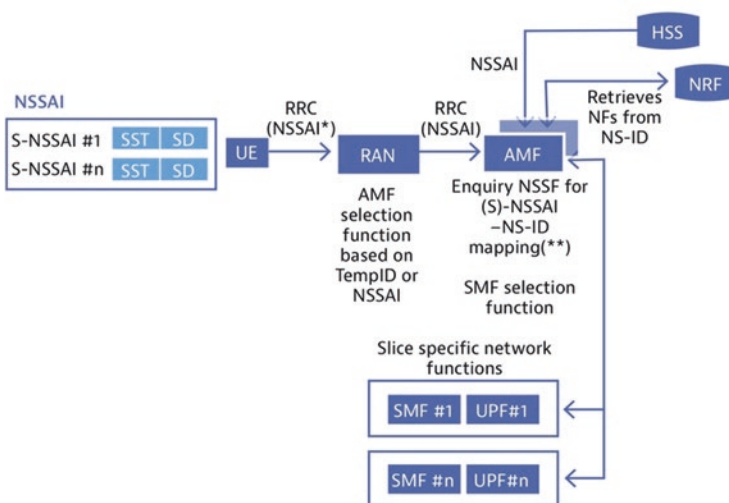 NSSAI
S-NSSAI #1 SST SD
S-NSSAI #n SST SD
UE
RRC
(NSSAI*)
RAN
AMF
selection
function
based on
TempID or
NSSAI
RRC
(NSSAI)
NSSAI
HSS
NRF
Retrieves
NFs from
NS-ID
AMF
Enquiry NSSF for
(S)-NSSAI
–NS-ID
mapping(**)
SMF selection
function
Slice specific network
functions
SMF #1 UPF#1
SMF #n UPF#n